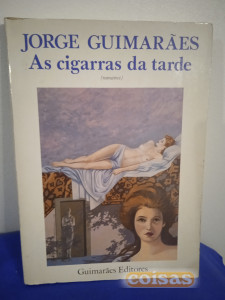 JORGE GUIMARÃES
As cigarras da tarde
Guimarães Editores
coisas